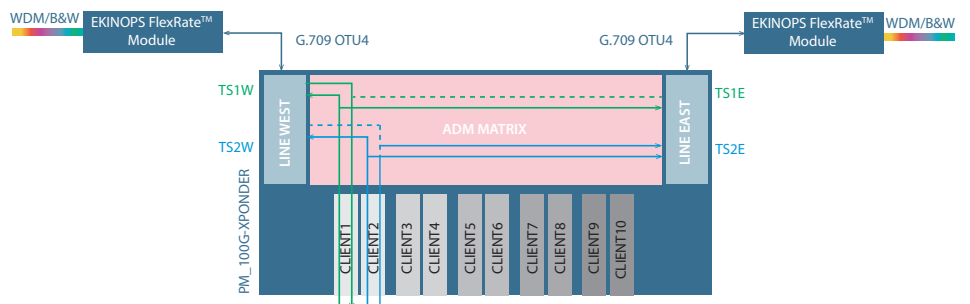 WDM/B&W
EKINOPS FlexRate™
Module
G.709 OTU4
G.709 OTU4
EKINOPS FlexRate™
Module
WDM/B&W
TS1W
TS1E
LINE WEST
ADM MATRIX
LINE EAST
TS2W
TS2E
PM_100G-XPONDER
CLIENT1
CLIENT2
CLIENT3
CLIENT4
CLIENT5
CLIENT6
CLIENT7
CLIENT8
CLIENT9
CLIENT10